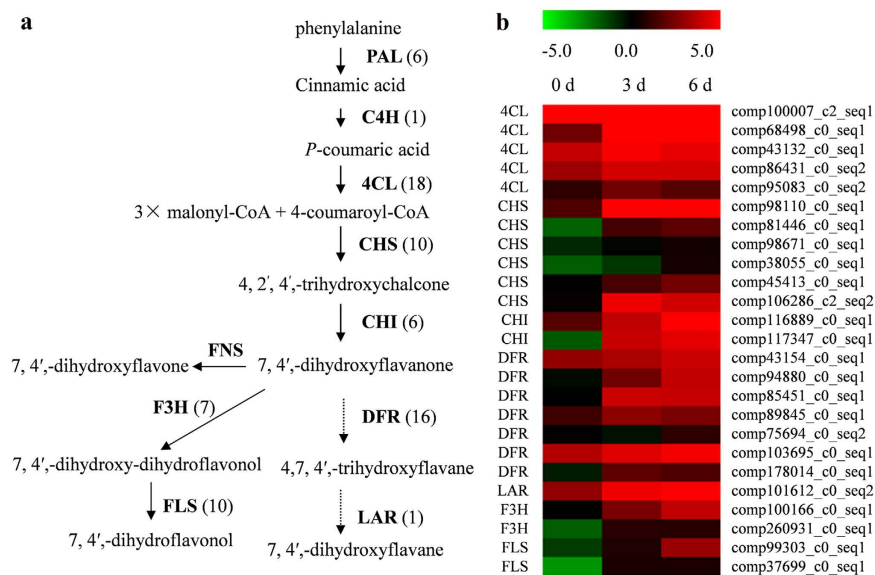 a
phenylalanine
PAL (6)
Cinnamic acid
C4H (1)
P-coumaric acid
4CL (18)
3× malonyl-CoA + 4-coumaroyl-CoA
CHS (10)
4, 2′, 4′,-trihydroxychalcone
CHI (6)
FNS
7, 4′,-dihydroxyflavone
7, 4′,-dihydroxyflavanone
F3H (7)
DFR (16)
7, 4′,-dihydroxy-dihydroflavonol
4,7, 4′,-trihydroxyflavane
FLS (10)
LAR (1)
7, 4′,-dihydroflavonol
7, 4′,-dihydroxyflavane
b
-5.0 0.0 5.0
0 d 3 d 6 d
4CL comp100007_c2_seq1
4CL comp68498_c0_seq1
4CL comp43132_c0_seq1
4CL comp86431_c0_seq2
4CL comp95083_c0_seq2
CHS comp98110_c0_seq1
CHS comp81446_c0_seq1
CHS comp98671_c0_seq1
CHS comp38055_c0_seq1
CHS comp45413_c0_seq1
CHS comp106286_c2_seq2
CHI comp116889_c0_seq1
CHI comp117347_c0_seq1
DFR comp43154_c0_seq1
DFR comp94880_c0_seq1
DFR comp85451_c0_seq1
DFR comp89845_c0_seq1
DFR comp75694_c0_seq2
DFR comp103695_c0_seq1
DFR comp178014_c0_seq1
LAR comp101612_c0_seq2
F3H comp100166_c0_seq1
F3H comp260931_c0_seq1
FLS comp99303_c0_seq1
FLS comp37699_c0_seq1